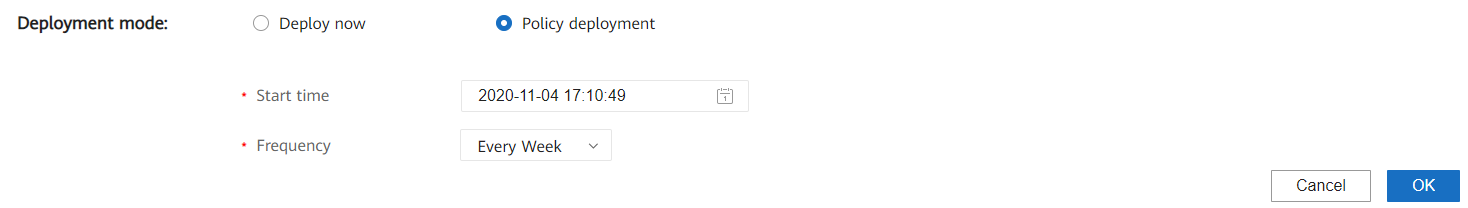 Deployment mode: Deploy now Policy deployment
* Start time 2020-11-04 17:10:49
* Frequency Every Week
Cancel OK